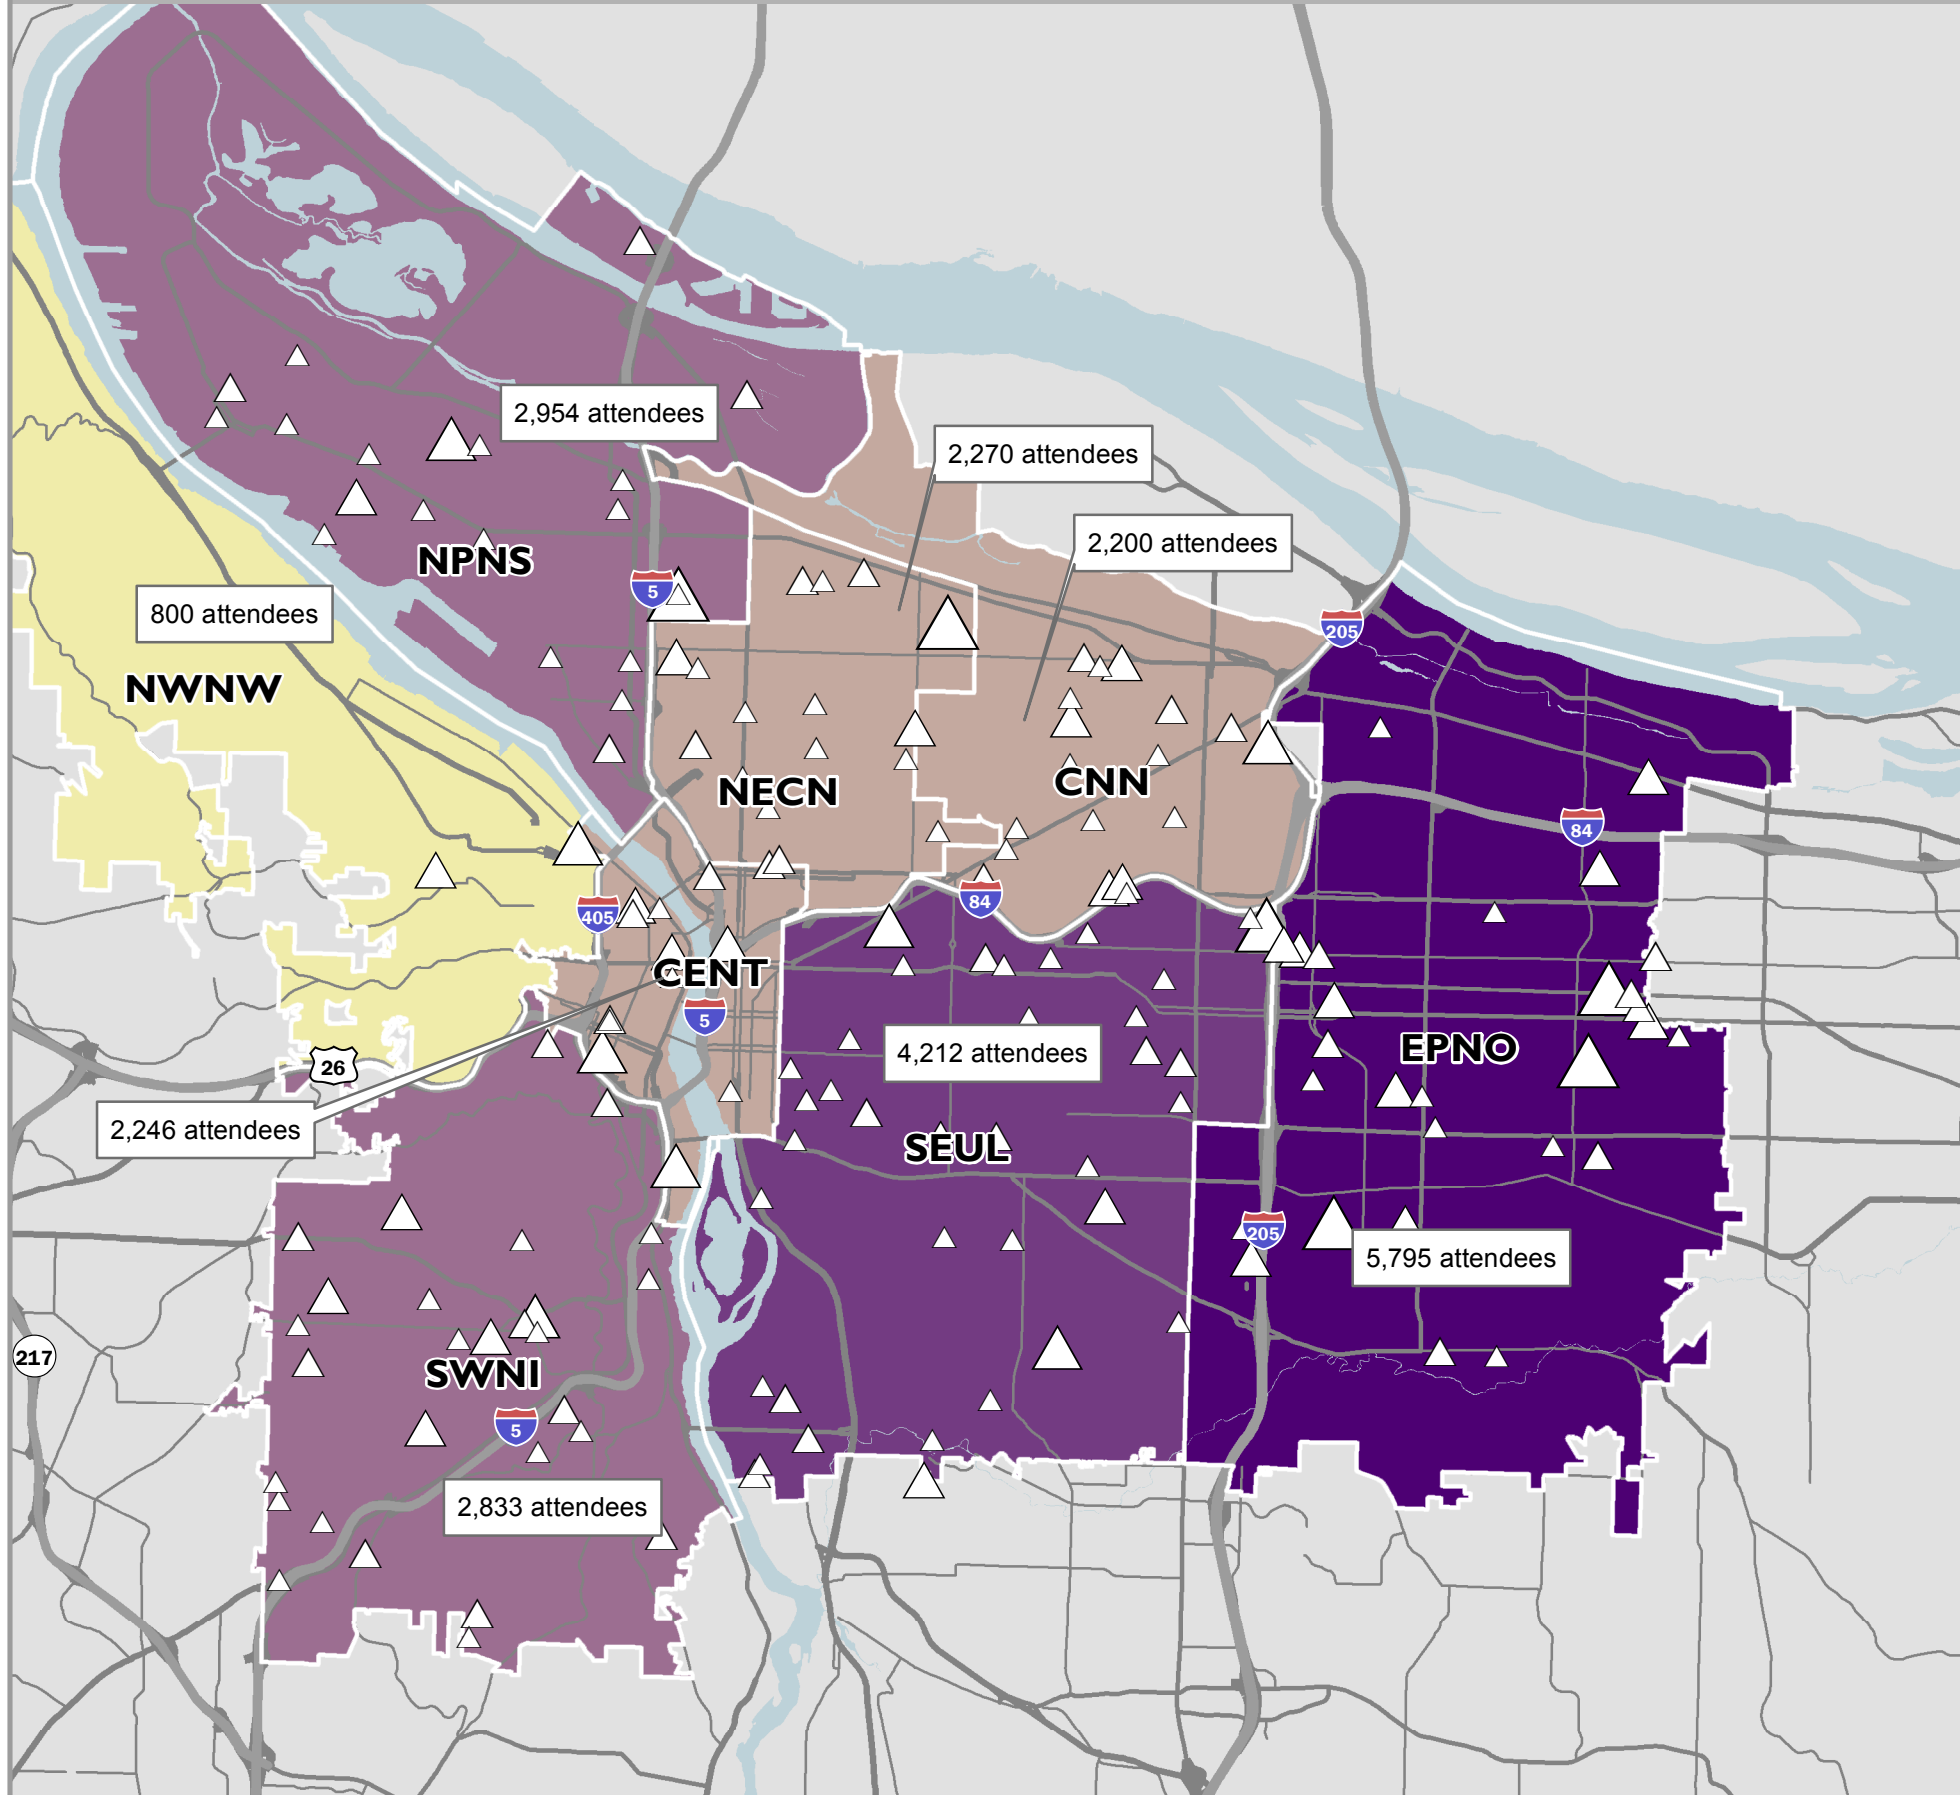 2,954 attendees
2,270 attendees
2,200 attendees
NPNS
5
800 attendees
205
NWNW
CNN
NECN
84
84
405
CENT
5
4,212 attendees
EPNO
26
2,246 attendees
SEUL
205
5,795 attendees
217
SWNI
5
2,833 attendees